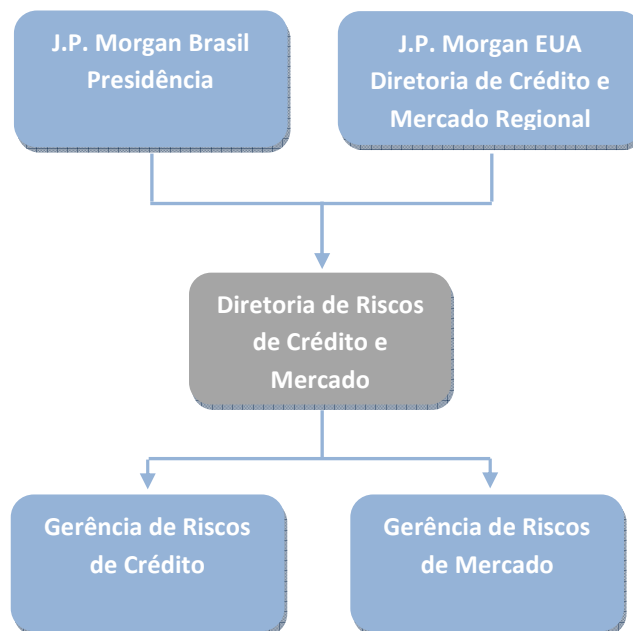 J.P. Morgan Brasil
Presidência
J.P. Morgan EUA
Diretoria de Crédito e
Mercado Regional
Diretoria de Riscos
de Crédito e
Mercado
Gerência de Riscos
de Crédito
Gerência de Riscos
de Mercado